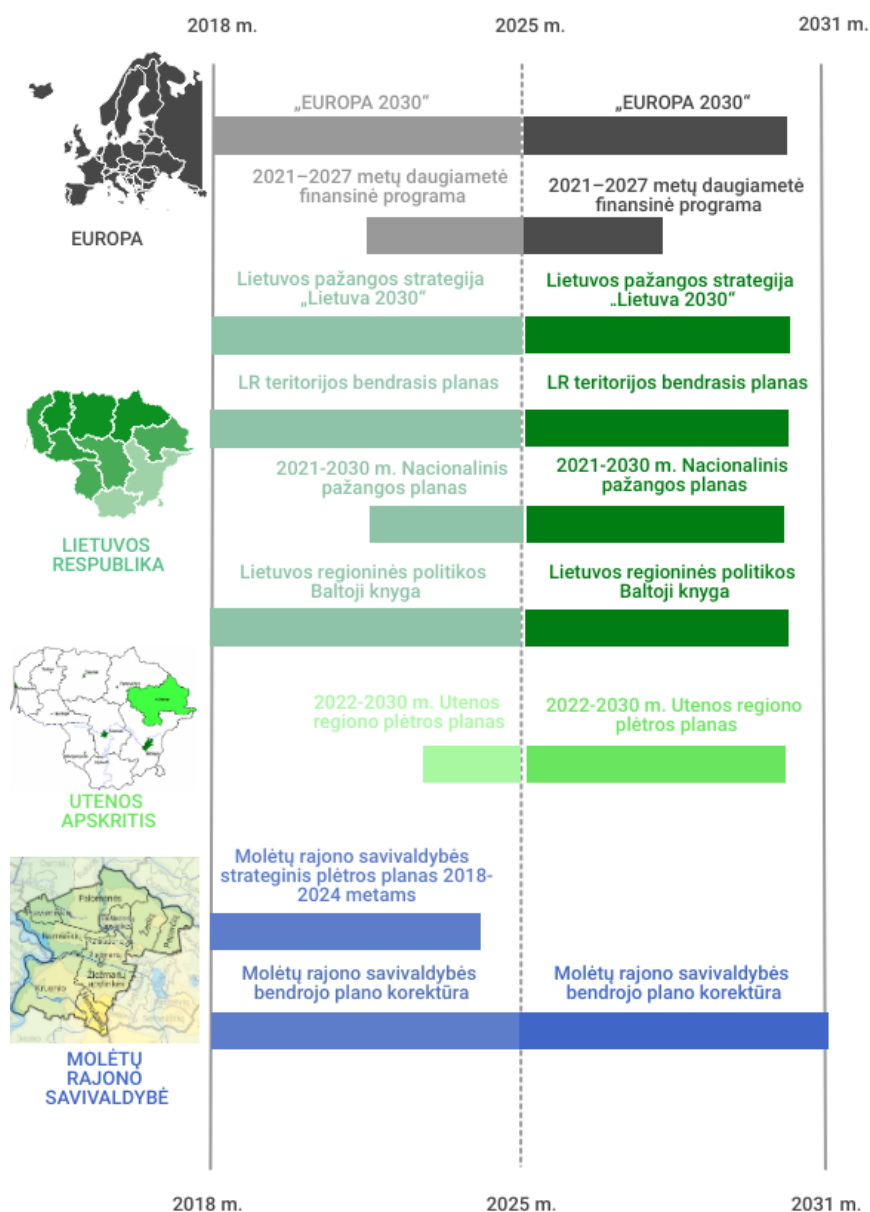 2018 m.
2025 m.
2031 m.
„EUROPA 2030“
„EUROPA 2030“
2021–2027 metų daugiametė
finansinė programa
2021–2027 metų daugiametė
finansinė programa
EUROPA
Lietuvos pažangos strategija
„Lietuva 2030“
Lietuvos pažangos strategija
„Lietuva 2030“
LR teritorijos bendrasis planas
LR teritorijos bendrasis planas
2021-2030 m. Nacionalinis
pažangos planas
2021-2030 m. Nacionalinis
pažangos planas
LIETUVOS
RESPUBLIKA
Lietuvos regioninės politikos
Baltoji knyga
Lietuvos regioninės politikos
Baltoji knyga
2022-2030 m. Utenos
regiono plėtros planas
2022-2030 m. Utenos regiono
plėtros planas
UTENOS
APSKRITIS
Molėtų rajono savivaldybės
strateginis plėtros planas 2018-
2024 metams
Palomenės
Žaslių
Žiežmarių
apylinkės
Kruonio
Molėtų rajono savivaldybės
bendrojo plano korektūra
Molėtų rajono savivaldybės
bendrojo plano korektūra
MOLĖTŲ
RAJONO
SAVIVALDYBĖ
2018 m.
2025 m.
2031 m.